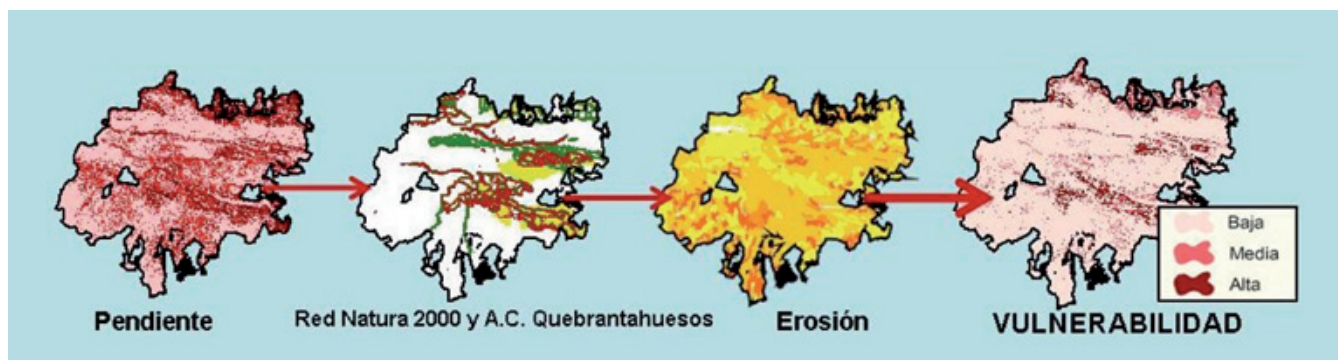 Pendiente
Red Natura 2000 y A.C. Quebrantahuesos
Erosión
VULNERABILIDAD
Baja
Media
Alta